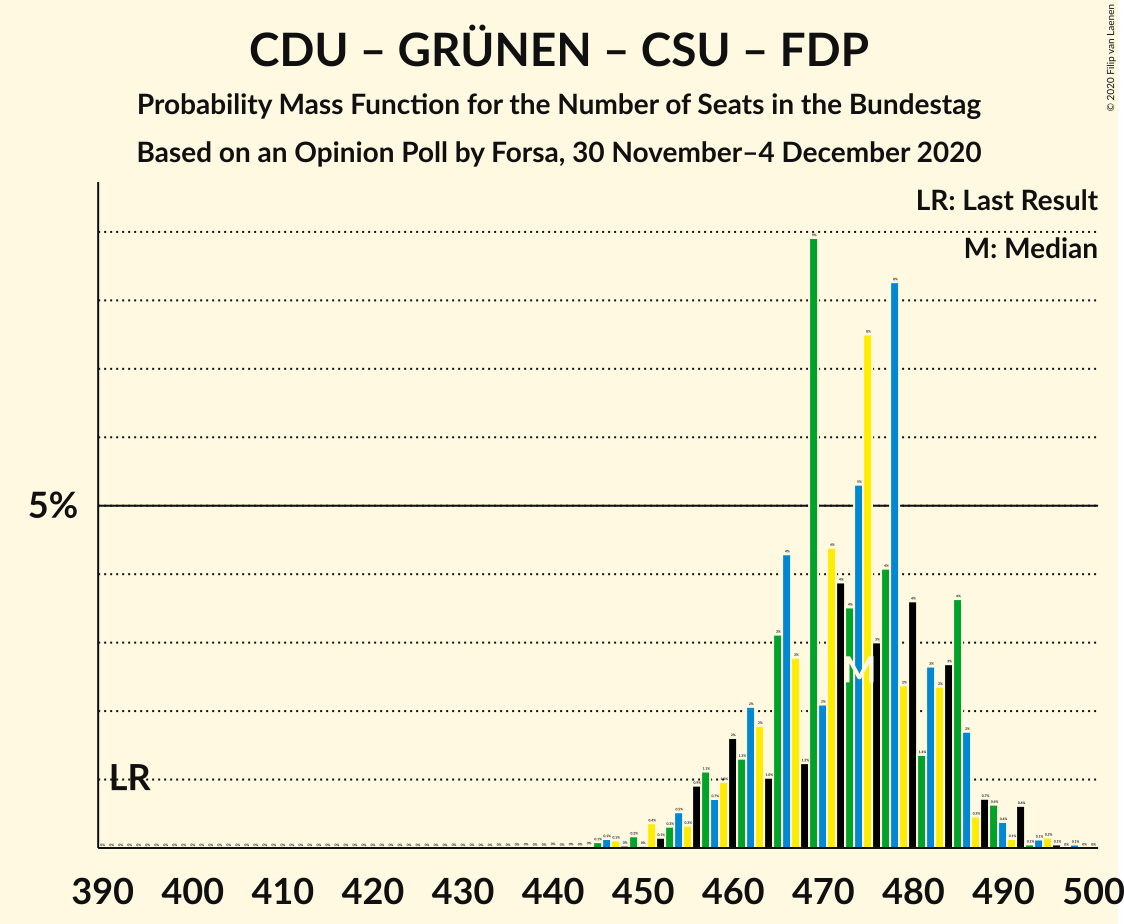 CDU – GRÜNEN – CSU – FDP
Probability Mass Function for the Number of Seats in the Bundestag
Based on an Opinion Poll by Forsa, 30 November–4 December 2020
© 2020 Filip van Laenen
LR: Last Result
M: Median
5%
LR
M
390 400 410 420 430 440 450 460 470 480 490 500